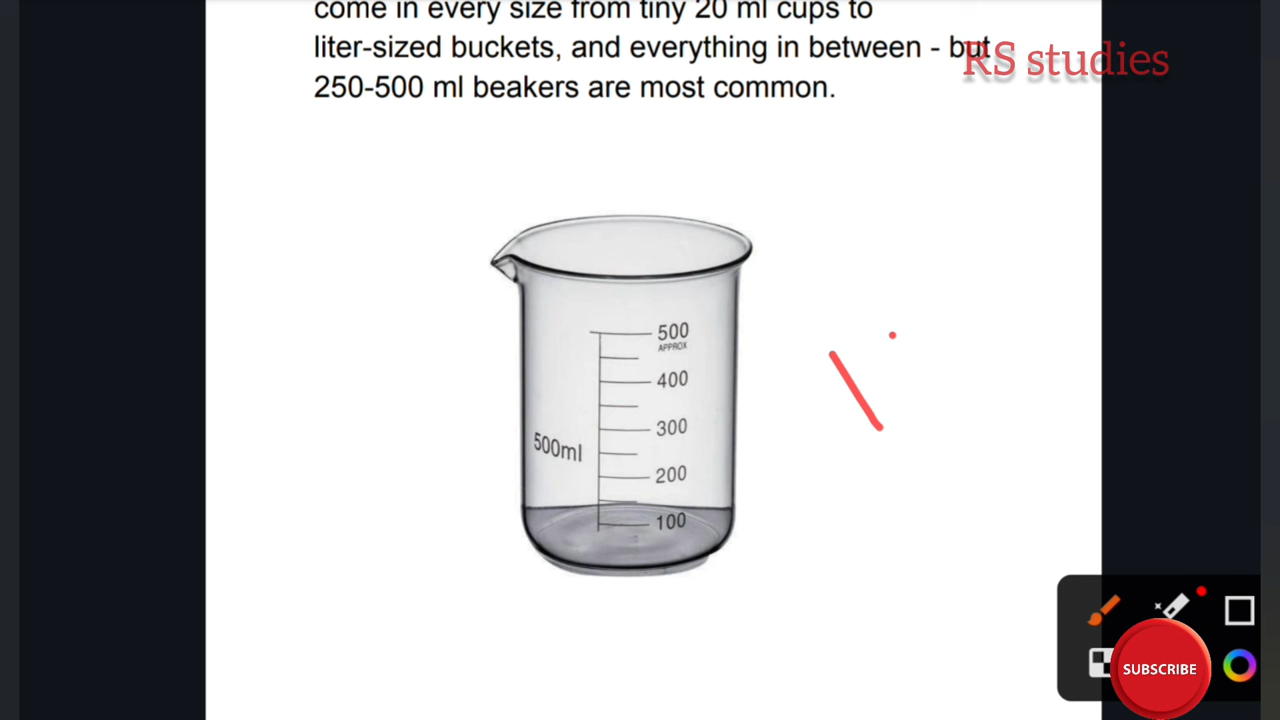 come in every size from tiny 20 ml cups to
liter-sized buckets, and everything in between - but
250-500 ml beakers are most common.
RS studies
500
APPROX
400
300
500ml
200
100
SUBSCRIBE